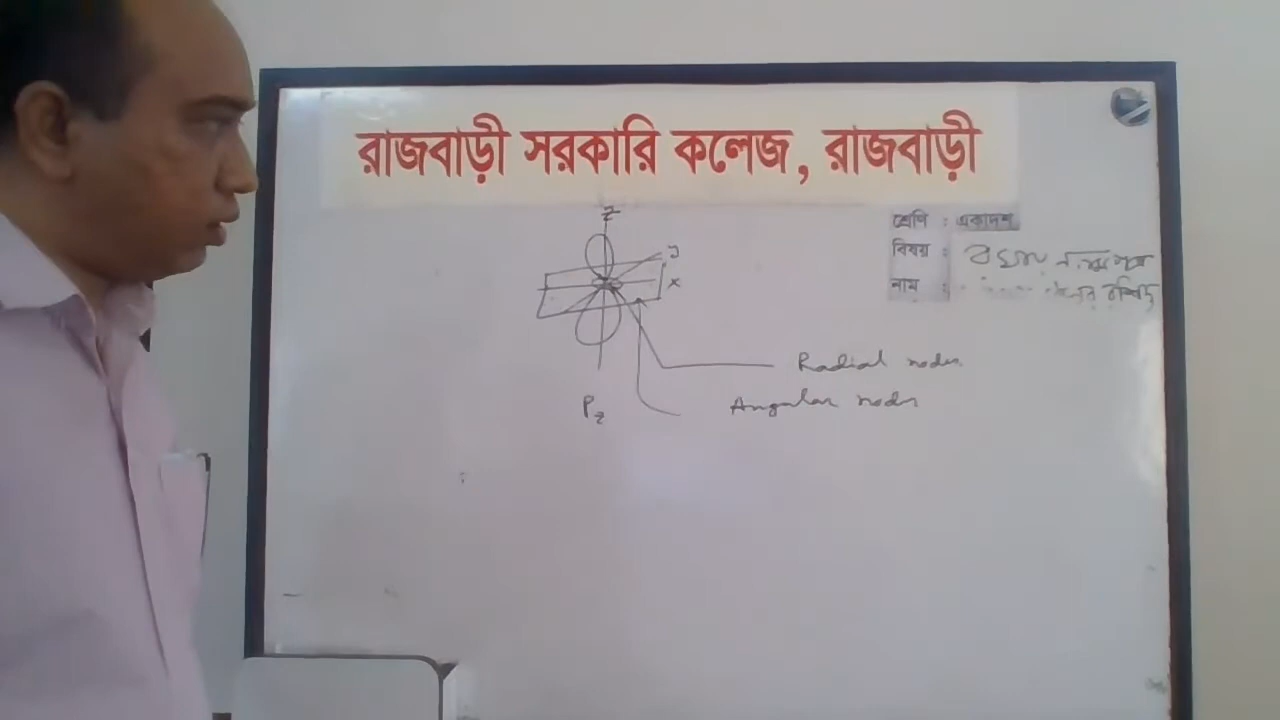 রাজবাড়ী সরকারি কলেজ, রাজবাড়ী
শ্রেণি : একাদশ
বিষয় :
নাম :
z
y
x
Radial nodes
Angular nodes
Pz